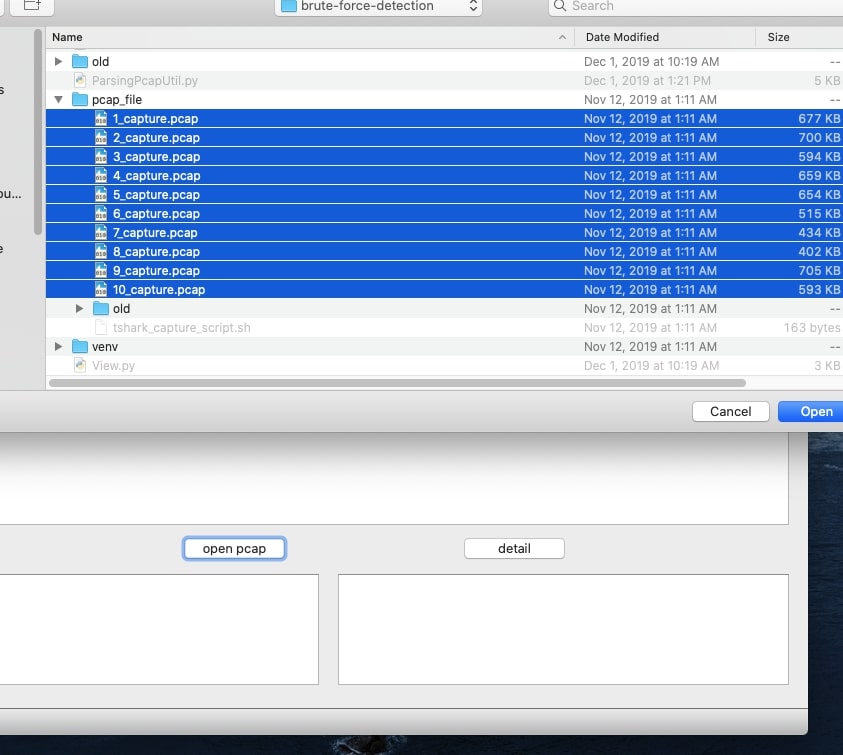 brute-force-detection Search
Name Date Modified Size
old Dec 1, 2019 at 10:19 AM --
ParsingPcapUtil.py Dec 1, 2019 at 1:21 PM 5 KB
pcap_file Nov 12, 2019 at 1:11 AM --
1_capture.pcap Nov 12, 2019 at 1:11 AM 677 KB
2_capture.pcap Nov 12, 2019 at 1:11 AM 700 KB
3_capture.pcap Nov 12, 2019 at 1:11 AM 594 KB
4_capture.pcap Nov 12, 2019 at 1:11 AM 659 KB
5_capture.pcap Nov 12, 2019 at 1:11 AM 654 KB
6_capture.pcap Nov 12, 2019 at 1:11 AM 515 KB
7_capture.pcap Nov 12, 2019 at 1:11 AM 434 KB
8_capture.pcap Nov 12, 2019 at 1:11 AM 402 KB
9_capture.pcap Nov 12, 2019 at 1:11 AM 705 KB
10_capture.pcap Nov 12, 2019 at 1:11 AM 593 KB
old Nov 12, 2019 at 1:11 AM --
tshark_capture_script.sh Nov 12, 2019 at 1:11 AM 163 bytes
venv Nov 12, 2019 at 1:11 AM --
View.py Dec 1, 2019 at 10:19 AM 3 KB
Cancel Open
open pcap detail